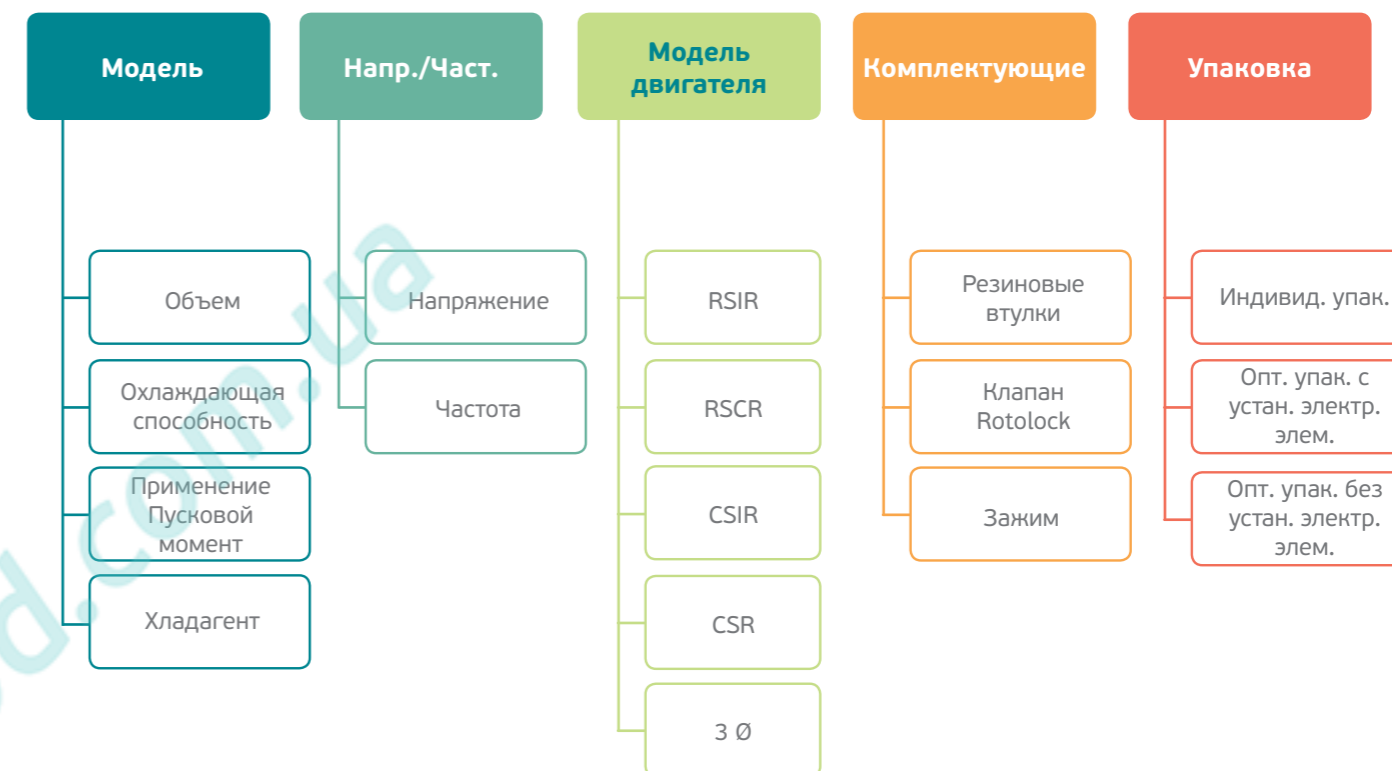 Модель
Напр./Част.
Модель
двигателя
Комплектующие
Упаковка
Объем
Охлаждающая
способность
Применение
Пусковой
момент
Хладагент
Напряжение
Частота
RSIR
RSCR
CSIR
CSR
3 Ø
Резиновые
втулки
Клапан
Rotolock
Зажим
Индивид. упак.
Опт. упак. с
устан. электр.
элем.
Опт. упак. без
устан. электр.
элем.
d.com.ua